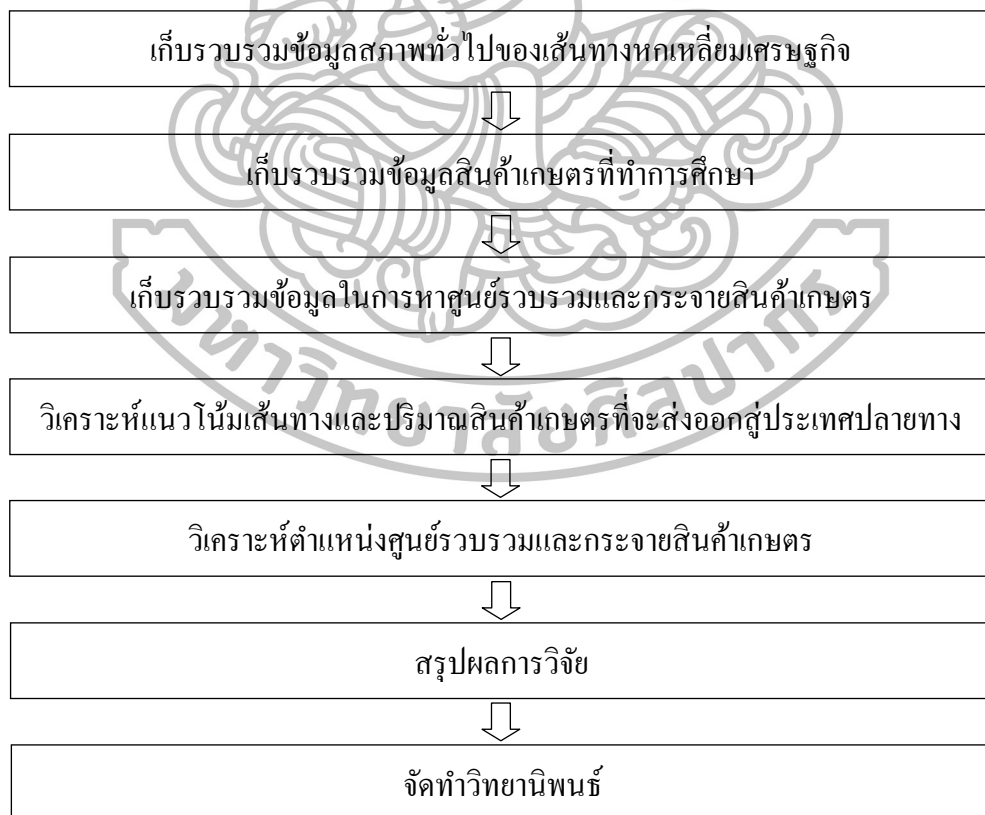 เก็บรวบรวมข้อมูลสภาพทั่วไปของเส้นทางหกเหลี่ยมเศรษฐกิจ
เก็บรวบรวมข้อมูลสินค้าเกษตรที่ทำการศึกษา
เก็บรวบรวมข้อมูลในการหาศูนย์รวบรวมและกระจายสินค้าเกษตร
วิเคราะห์แนวโน้มเส้นทางและปริมาณสินค้าเกษตรที่จะส่งออกสู่ประเทศปลายทาง
วิเคราะห์ตำแหน่งศูนย์รวบรวมและกระจายสินค้าเกษตร
สรุปผลการวิจัย
จัดทำวิทยานิพนธ์